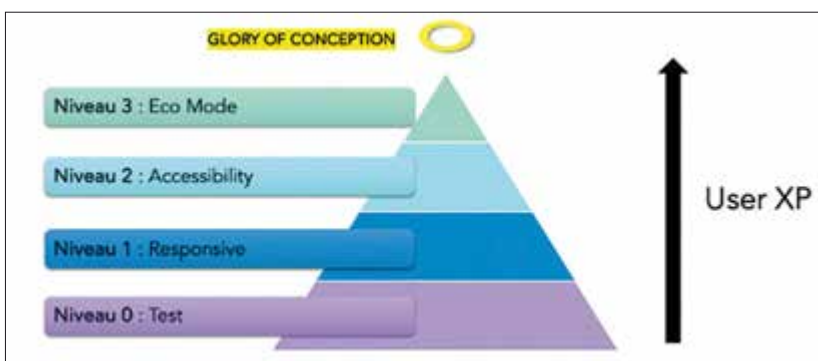 GLORY OF CONCEPTION
Niveau 3 : Eco Mode
Niveau 2 : Accessibility
User XP
Niveau 1 : Responsive
Niveau 0 : Test